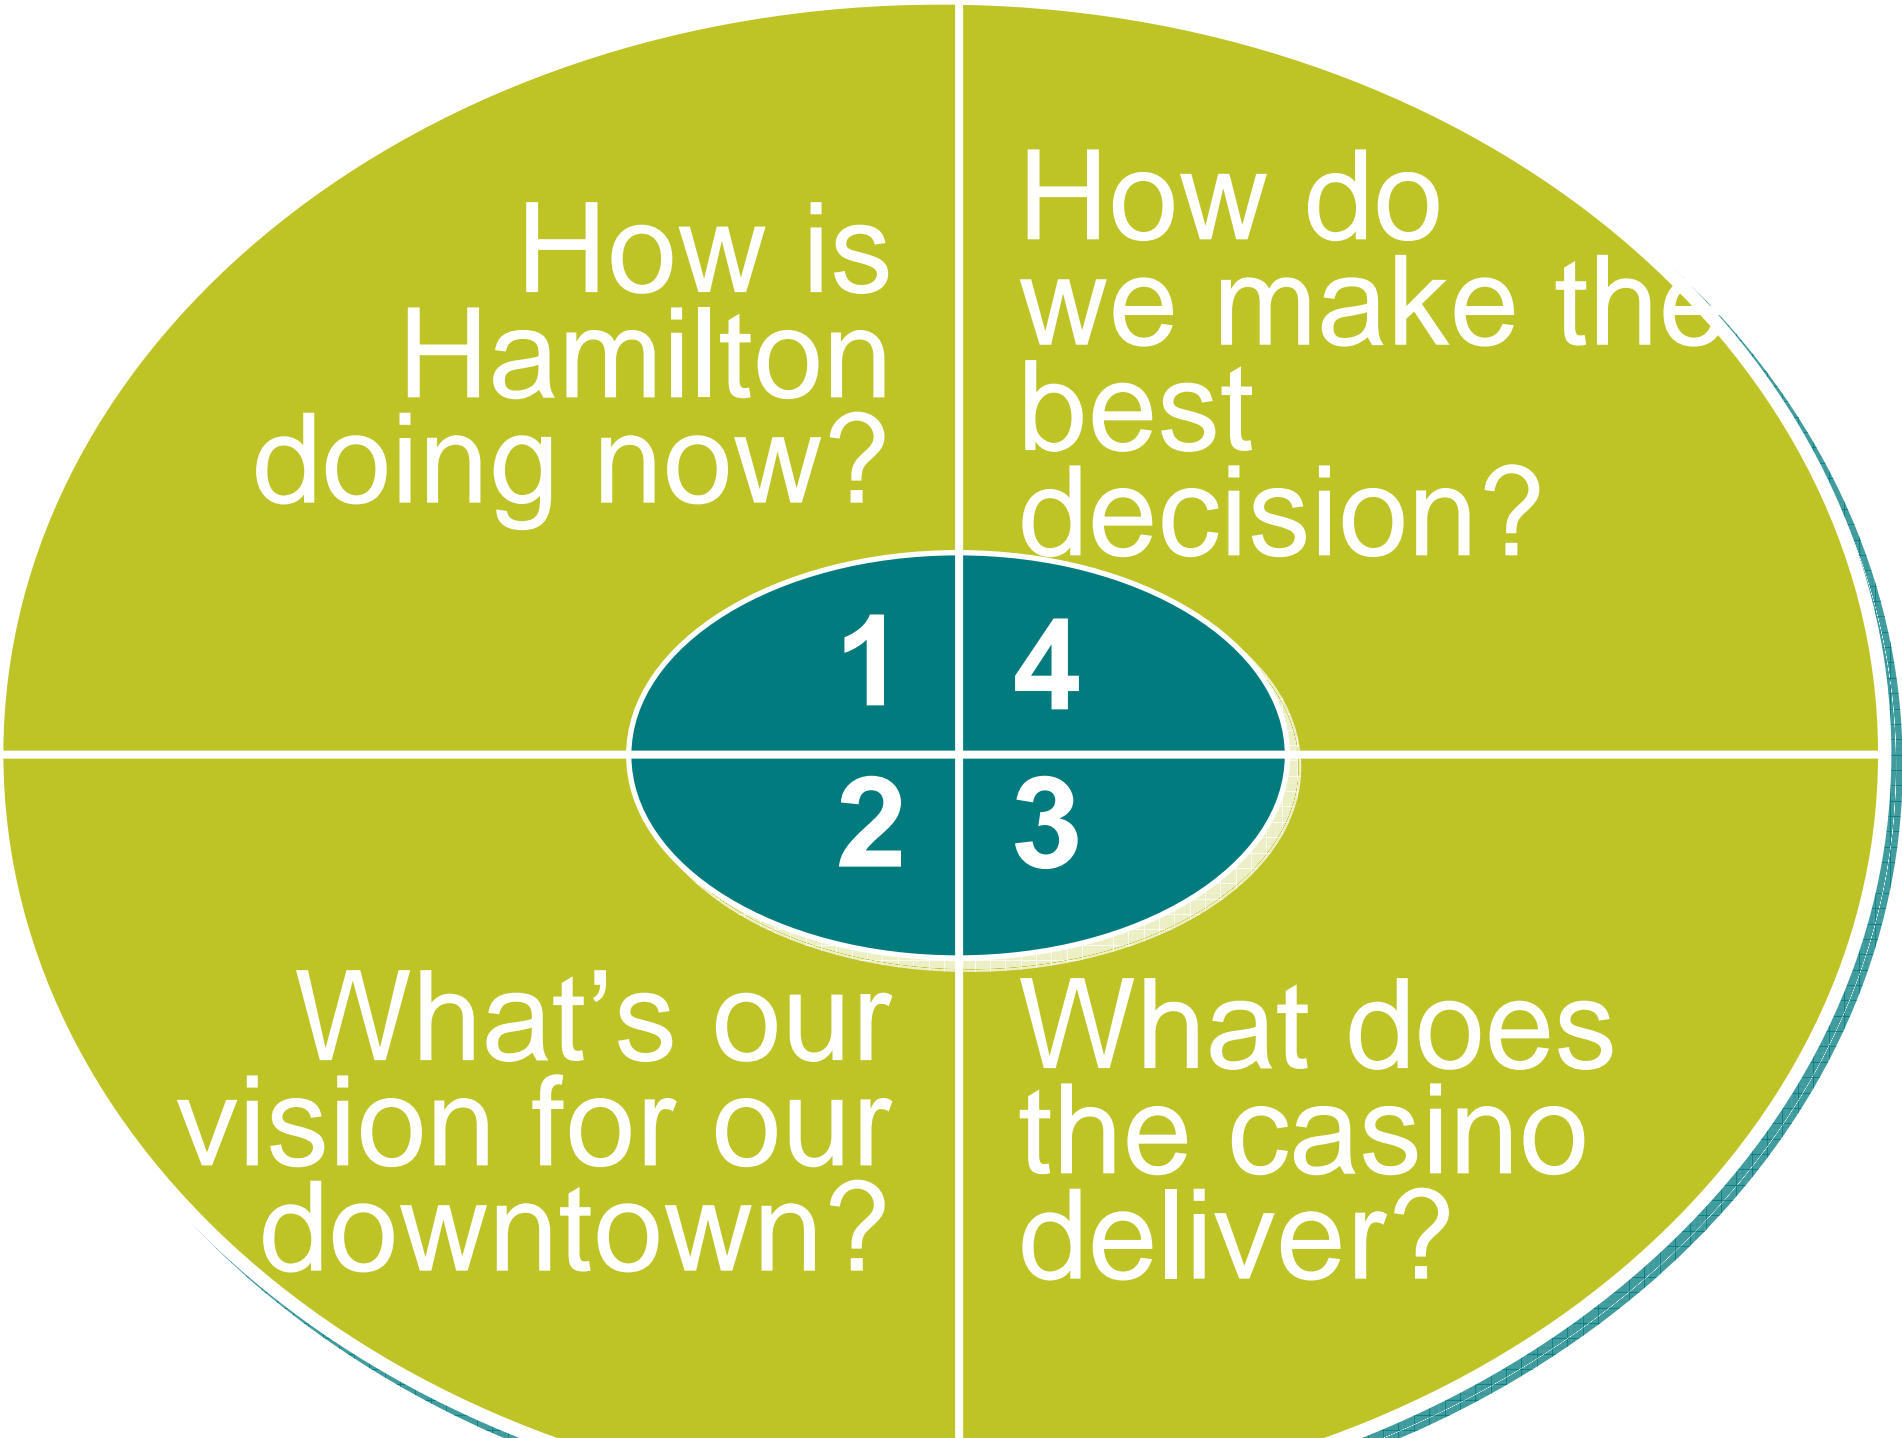 How is
Hamilton
doing now?
How do
we make the
best
decision?
1
4
2
3
What's our
vision for our
downtown?
What does
the casino
deliver?